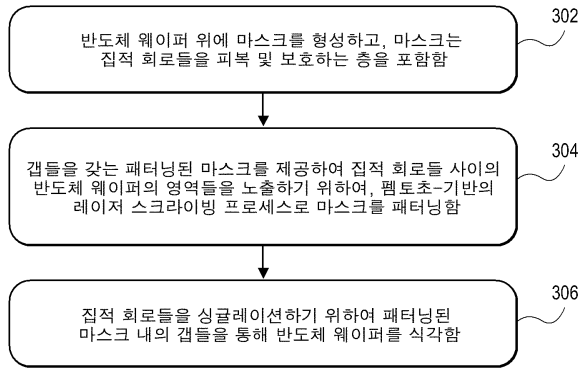 302
반도체 웨이퍼 위에 마스크를 형성하고, 마스크는
집적 회로들을 피복 및 보호하는 층을 포함함
304
갭들을 갖는 패터닝된 마스크를 제공하여 집적 회로들 사이의
반도체 웨이퍼의 영역들을 노출하기 위하여, 펨토초-기반의
레이저 스크라이빙 프로세스로 마스크를 패터닝함
306
집적 회로들을 싱귤레이션하기 위하여 패터닝된
마스크 내의 갭들을 통해 반도체 웨이퍼를 식각함